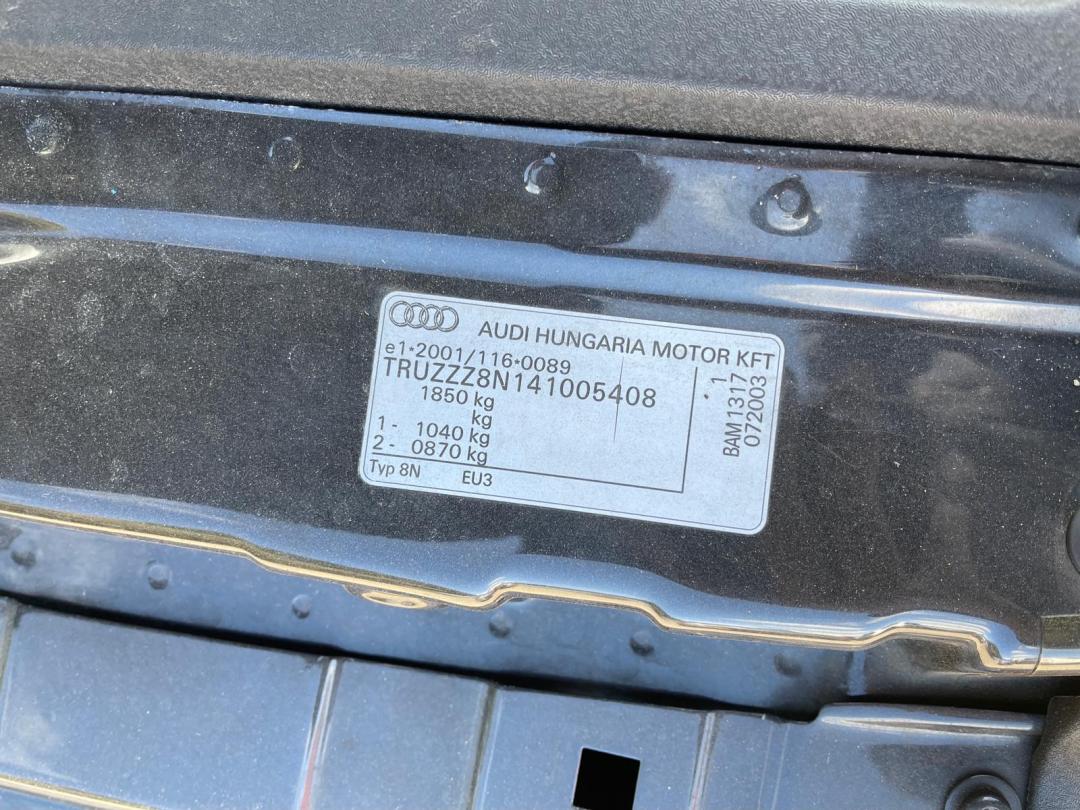 AUDI HUNGARIA MOTOR KFT
e1*2001/116*0089
TRUZZZ8N141005408
1850 kg
kg
1 - 1040 kg
2 - 0870 kg
Typ 8N EU3
1
BAM1317
072003